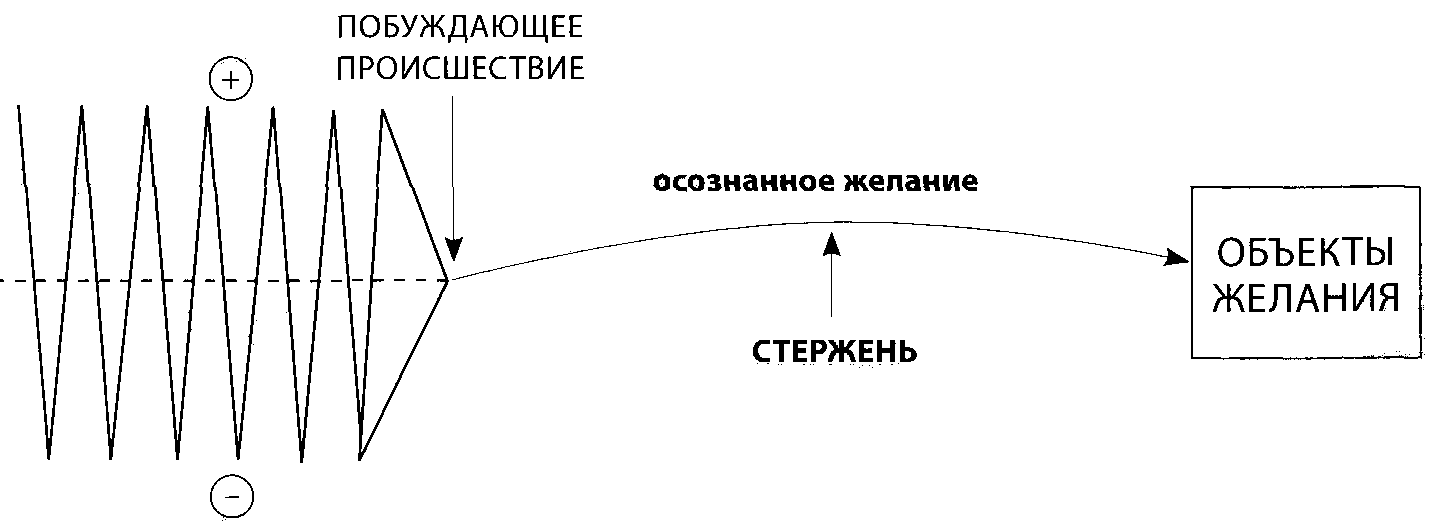 ПОБУЖДАЮЩЕЕ
ПРОИСШЕСТВИЕ
+
осознанное желание
ОБЪЕКТЫ
ЖЕЛАНИЯ
СТЕРЖЕНЬ
−